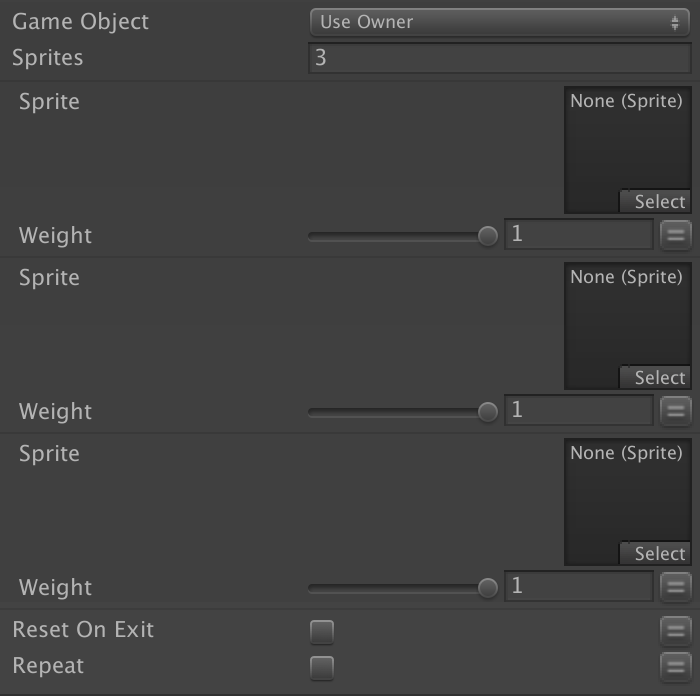 Game Object Use Owner
Sprites 3
Sprite None (Sprite)
Select
Weight 1
Sprite None (Sprite)
Select
Weight 1
Sprite None (Sprite)
Select
Weight 1
Reset On Exit
Repeat